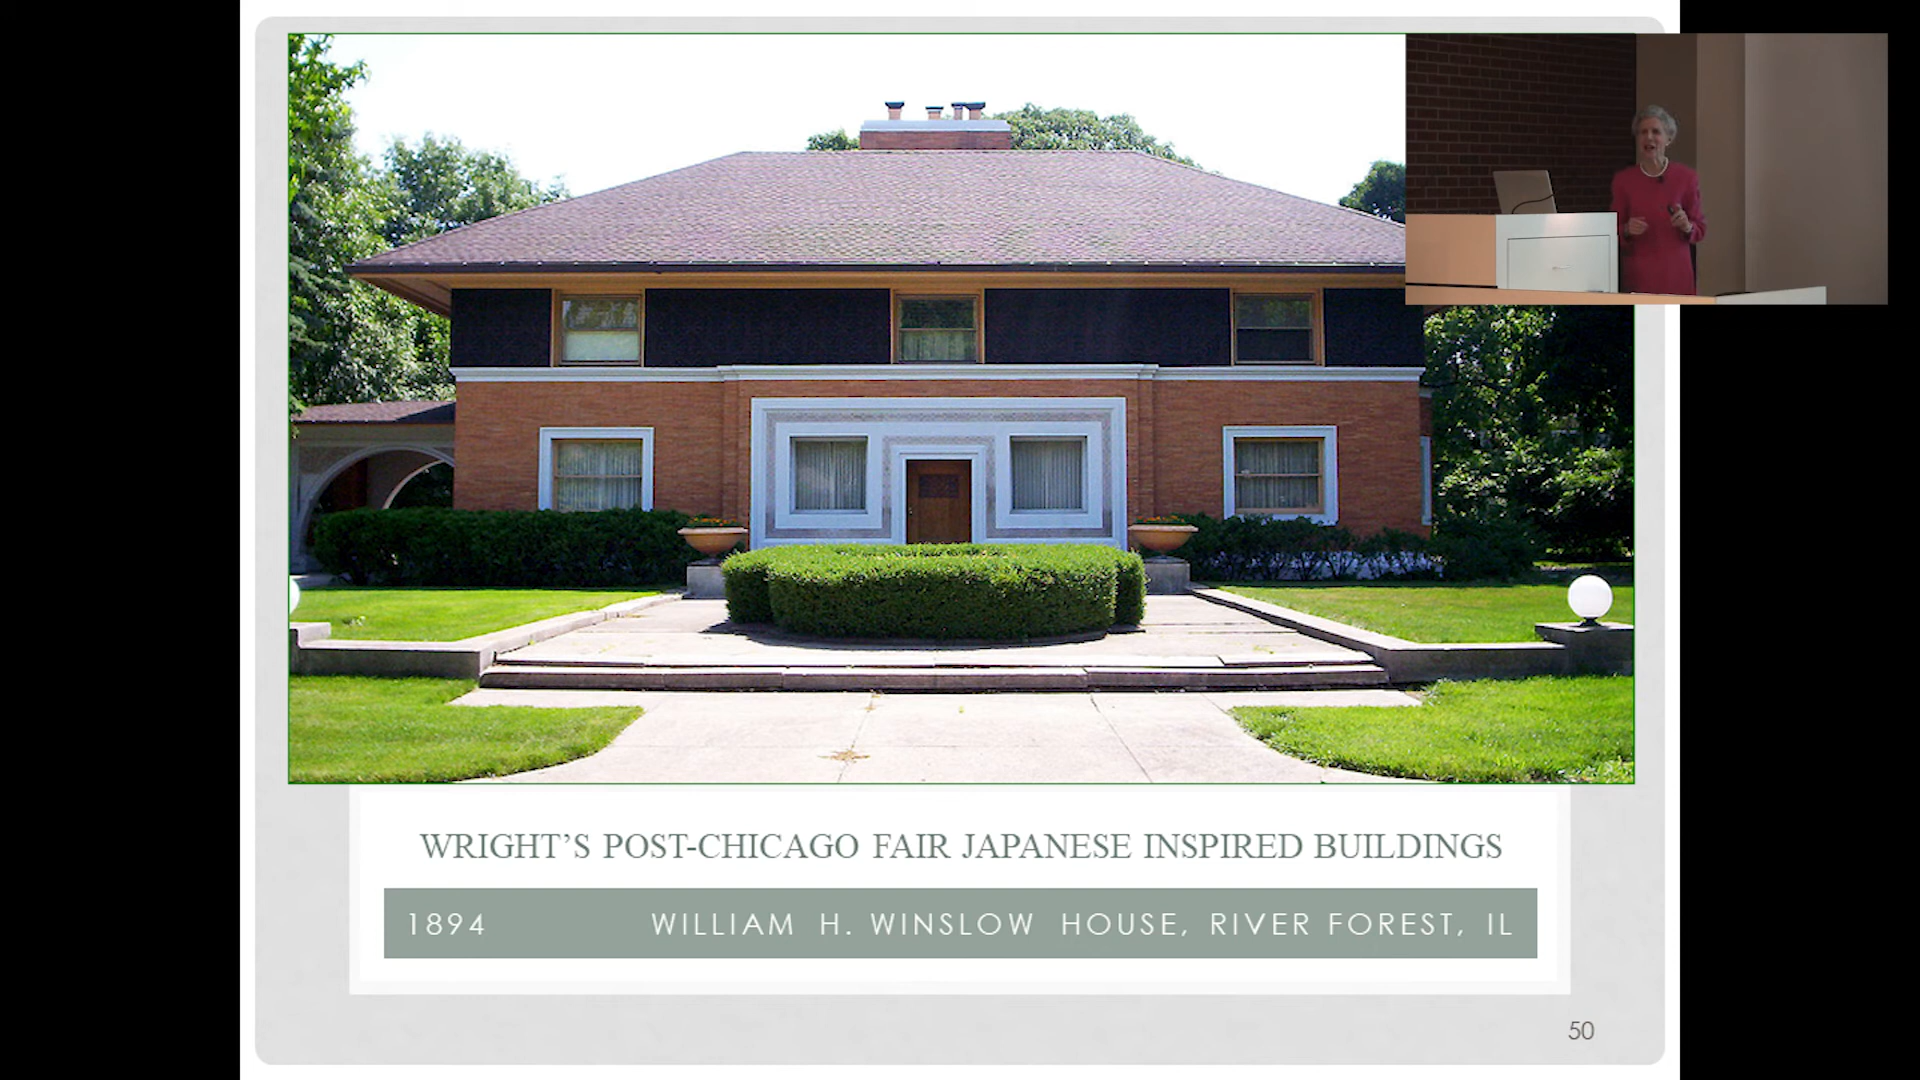 WRIGHT'S POST-CHICAGO FAIR JAPANESE INSPIRED BUILDINGS
1894 WILLIAM H. WINSLOW HOUSE, RIVER FOREST, IL
50